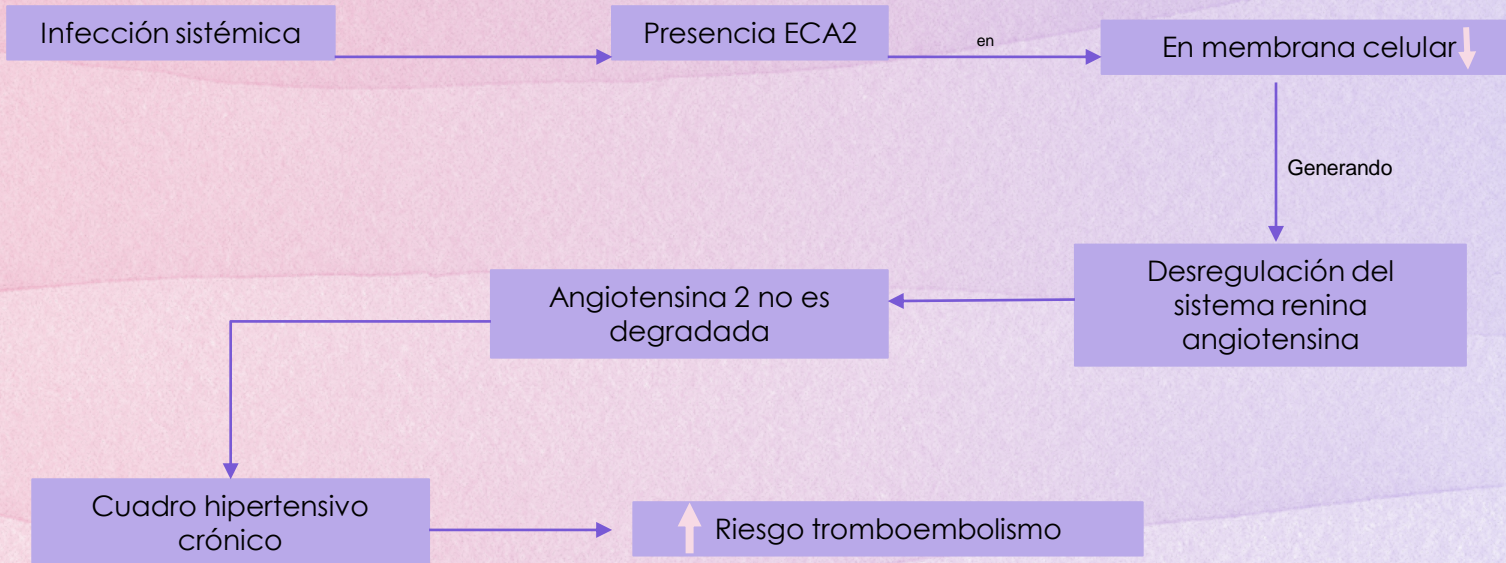 Infección sistémica
Presencia ECA2
en
En membrana celular
Generando
Desregulación del
sistema renina
angiotensina
Angiotensina 2 no es
degradada
Cuadro hipertensivo
crónico
Riesgo tromboembolismo